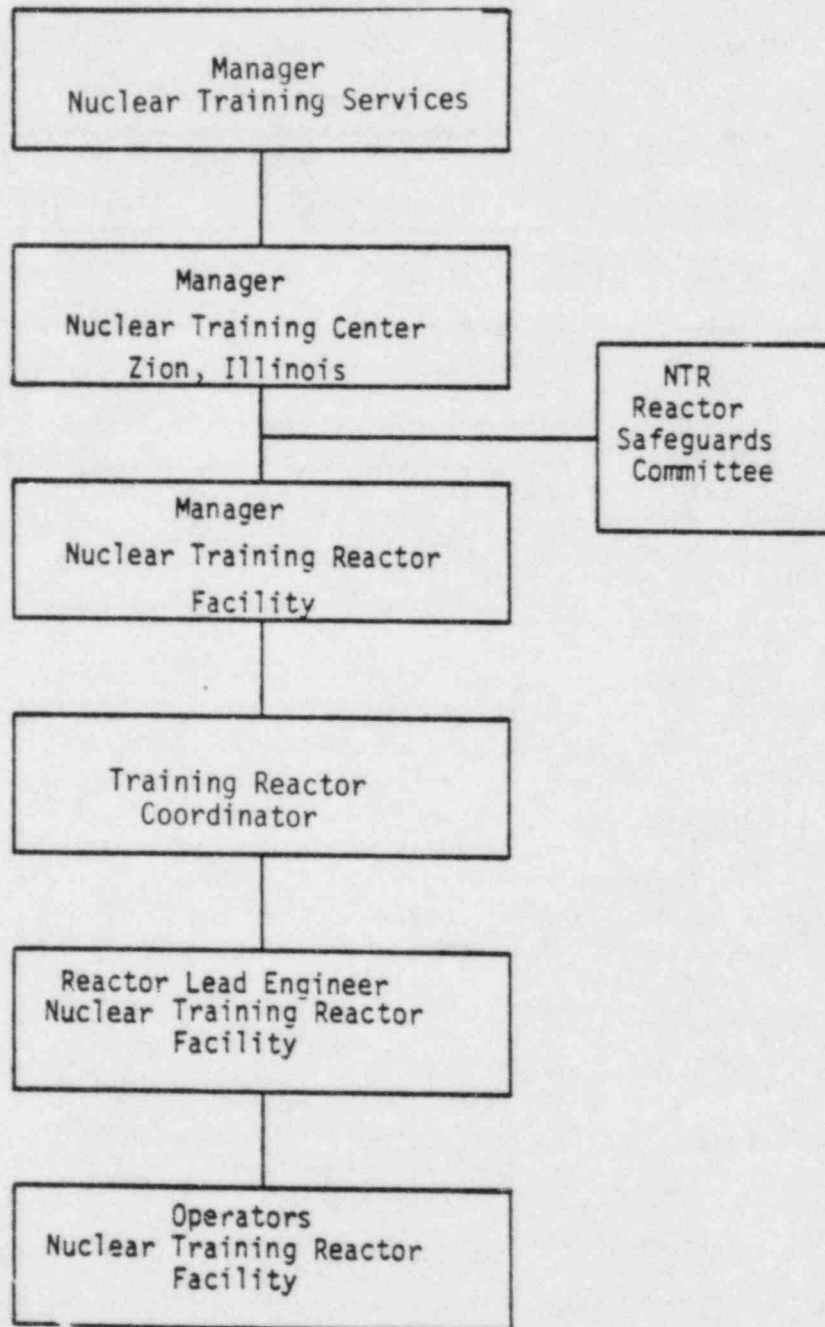 Manager
Nuclear Training Services
Manager
Nuclear Training Center
Zion, Illinois
NTR
Reactor
Safeguards
Committee
Manager
Nuclear Training Reactor
Facility
Training Reactor
Coordinator
Reactor Lead Engineer
Nuclear Training Reactor
Facility
Operators
Nuclear Training Reactor
Facility